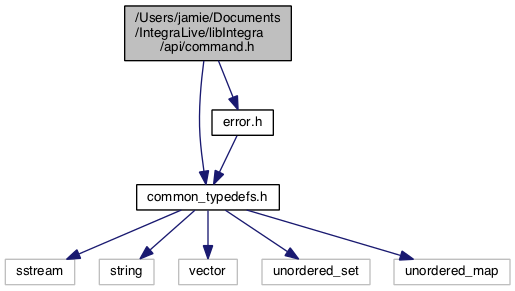 /Users/jamie/Documents
/IntegraLive/libIntegra
/api/command.h
error.h
common_typedefs.h
sstream
string
vector
unordered_set
unordered_map